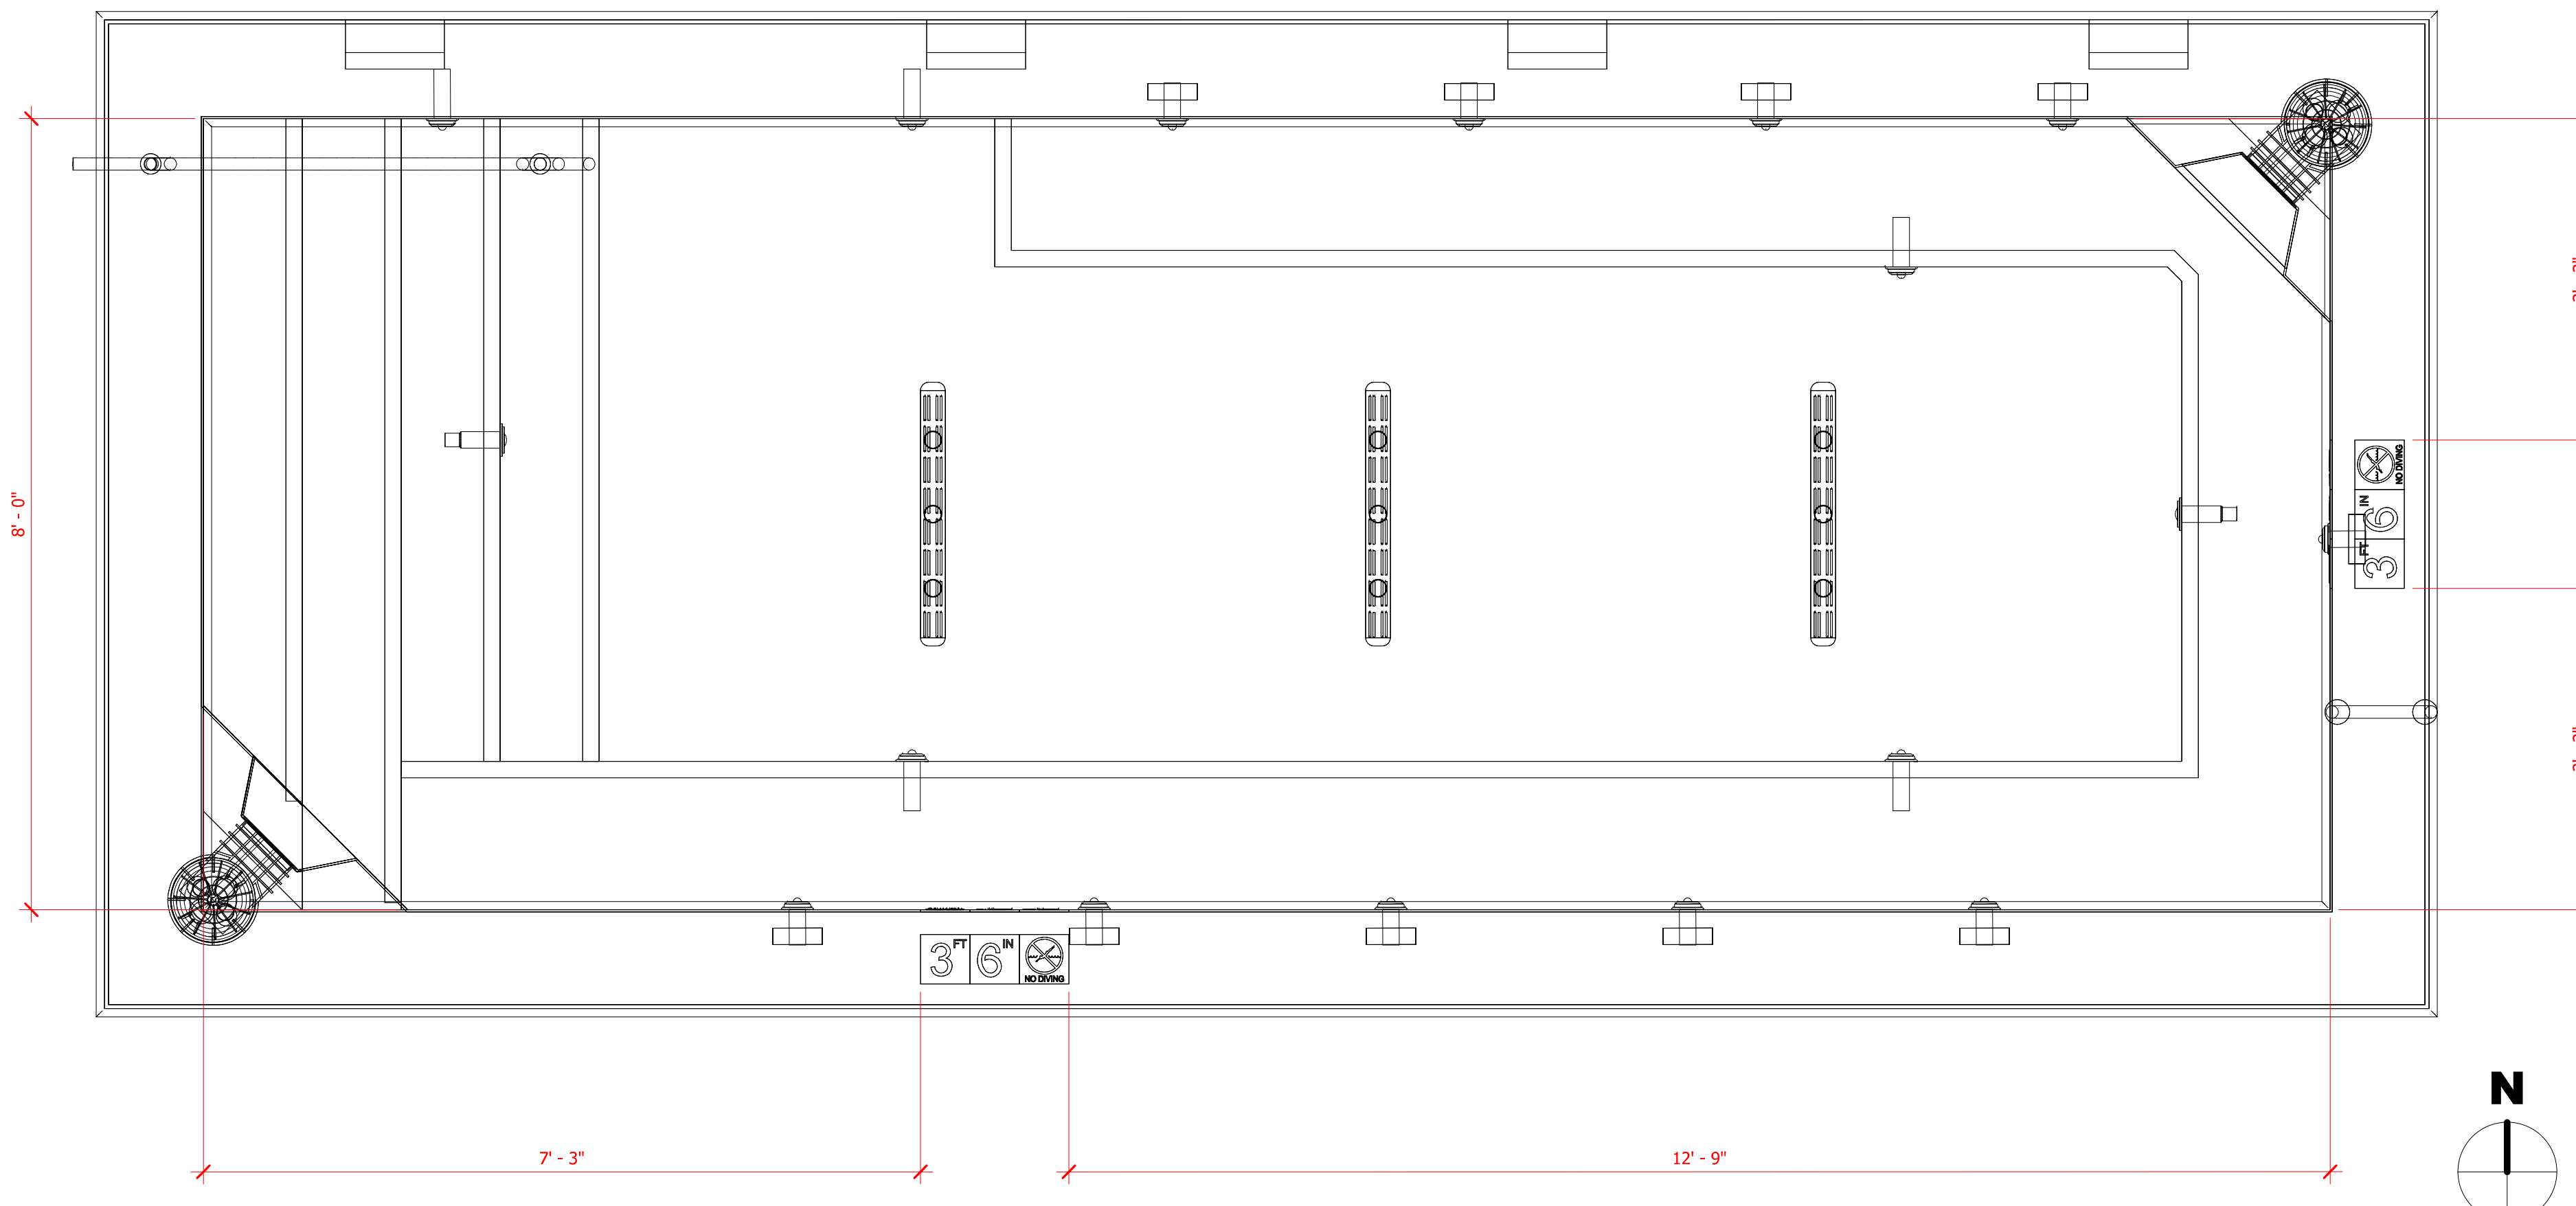 NO DIVING
6 IN
3 FT
8' - 0"
3 FT 6 IN
NO DIVING
N
7' - 3"
12' - 9"